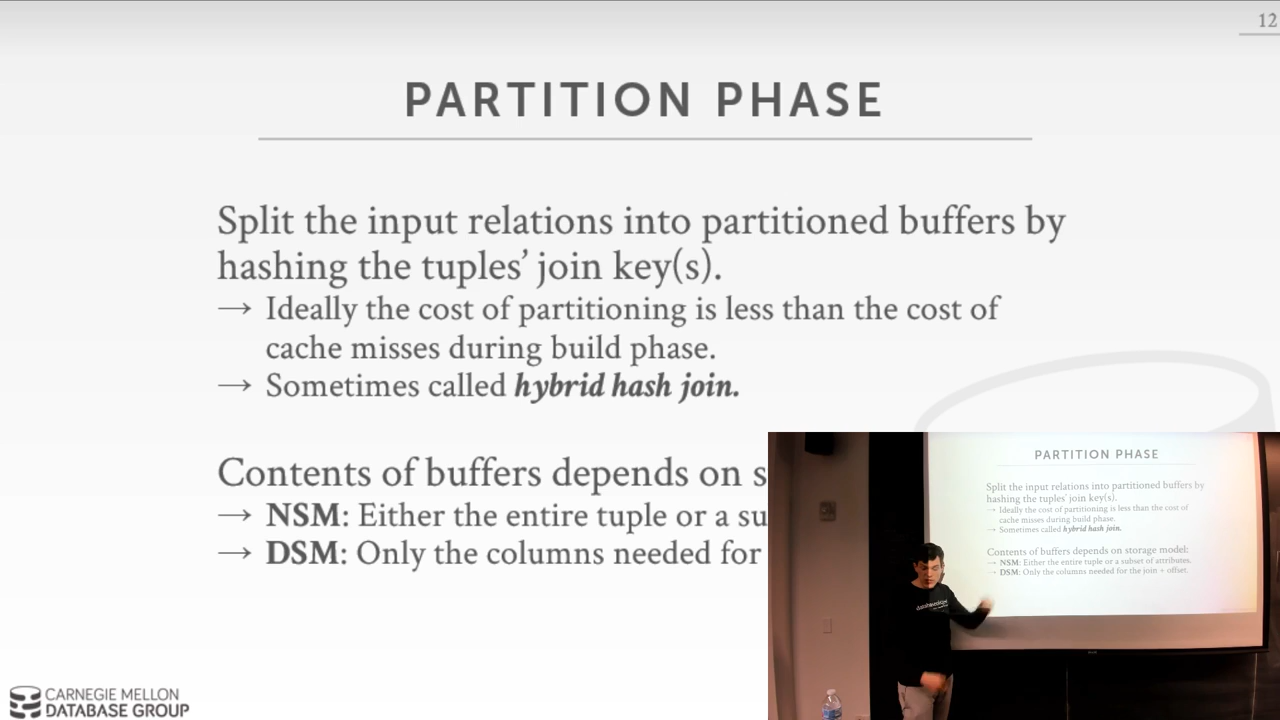 12
PARTITION PHASE
Split the input relations into partitioned buffers by
hashing the tuples’ join key(s).
→ Ideally the cost of partitioning is less than the cost of
cache misses during build phase.
→ Sometimes called hybrid hash join.
Contents of buffers depends on s
→ NSM: Either the entire tuple or a su
→ DSM: Only the columns needed for
CARNEGIE MELLON
DATABASE GROUP
PARTITION PHASE
Split the input relations into partitioned buffers by
hashing the tuples’ join key(s).
→ Ideally the cost of partitioning is less than the cost of
cache misses during build phase.
→ Sometimes called hybrid hash join.
Contents of buffers depends on storage model:
→ NSM: Either the entire tuple or a subset of attributes.
→ DSM: Only the columns needed for the join + offset.